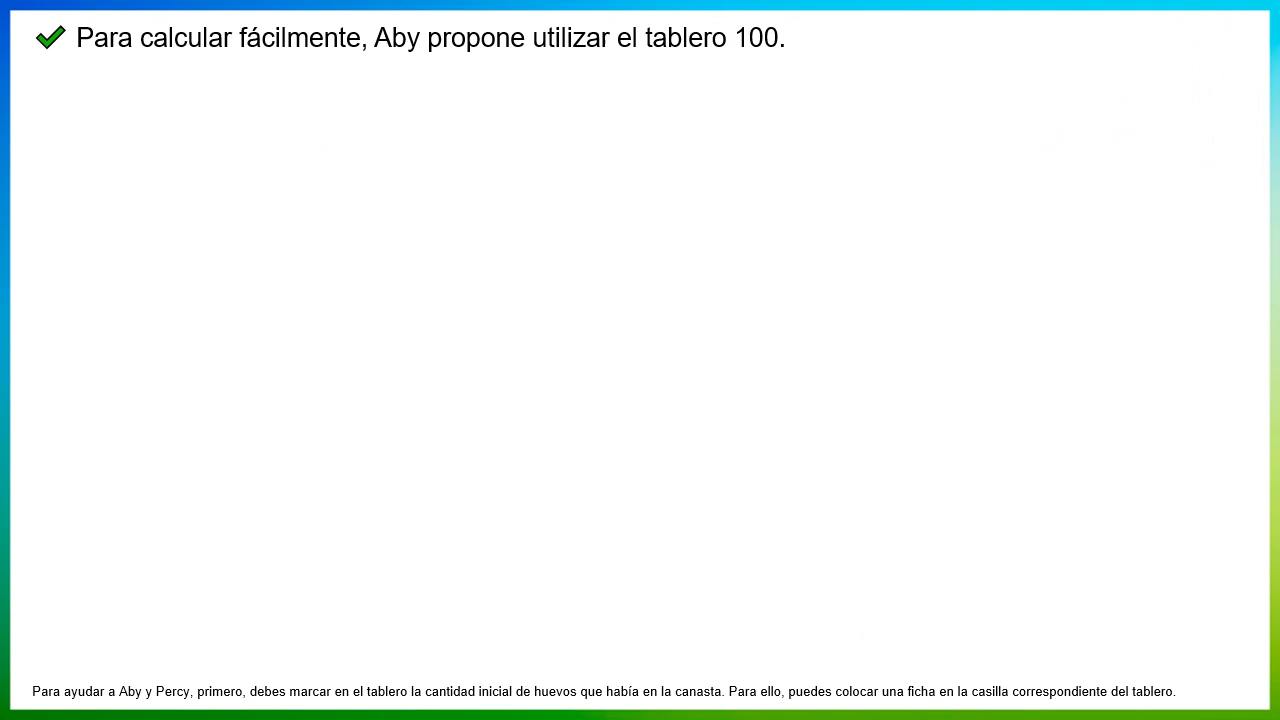 Para calcular fácilmente, Aby propone utilizar el tablero 100.
Para ayudar a Aby y Percy, primero, debes marcar en el tablero la cantidad inicial de huevos que había en la canasta. Para ello, puedes colocar una ficha en la casilla correspondiente del tablero.